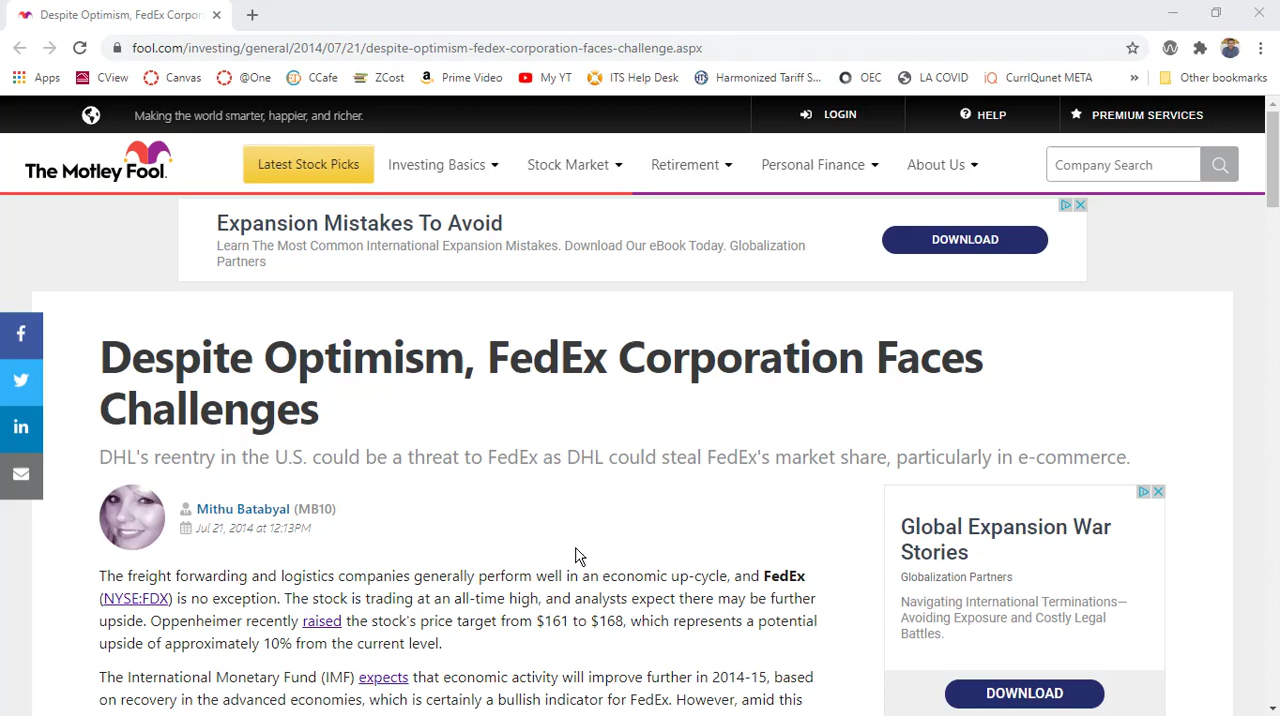 Despite Optimism, FedEx Corpor
fool.com/investing/general/2014/07/21/despite-optimism-fedex-corporation-faces-challenge.aspx
Apps CView Canvas @One CCafe ZCost Prime Video My YT ITS Help Desk Harmonized Tariff S... OEC LA COVID CurriQunet META » Other bookmarks
Making the world smarter, happier, and richer. LOGIN HELP PREMIUM SERVICES
The Motley Fool. Latest Stock Picks Investing Basics Stock Market Retirement Personal Finance About Us Company Search
Expansion Mistakes To Avoid
Learn The Most Common International Expansion Mistakes. Download Our eBook Today. Globalization
Partners
DOWNLOAD
Despite Optimism, FedEx Corporation Faces
Challenges
DHL's reentry in the U.S. could be a threat to FedEx as DHL could steal FedEx's market share, particularly in e-commerce.
Mithu Batabyal (MB10)
Jul 21, 2014 at 12:13PM
The freight forwarding and logistics companies generally perform well in an economic up-cycle, and FedEx
(NYSE:FDX) is no exception. The stock is trading at an all-time high, and analysts expect there may be further
upside. Oppenheimer recently raised the stock's price target from $161 to $168, which represents a potential
upside of approximately 10% from the current level.
The International Monetary Fund (IMF) expects that economic activity will improve further in 2014-15, based
on recovery in the advanced economies, which is certainly a bullish indicator for FedEx. However, amid this
Global Expansion War
Stories
Globalization Partners
Navigating International Terminations—
Avoiding Exposure and Costly Legal
Battles.
DOWNLOAD